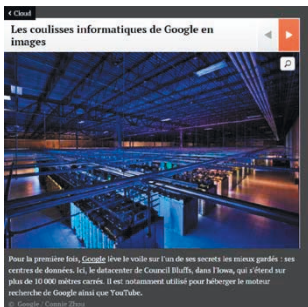 Cloud
Les coulisses informatiques de Google en
images
Pour la première fois, Google lève le voile sur l'un de ses secrets les mieux gardés : ses
centres de données. Ici, le datacenter de Council Bluffs, dans l'Iowa, qui s'étend sur
plus de 10 000 mètres carrés. Il est notamment utilisé pour héberger le moteur
recherche de Google ainsi que YouTube.
© Google / Connie Zhou